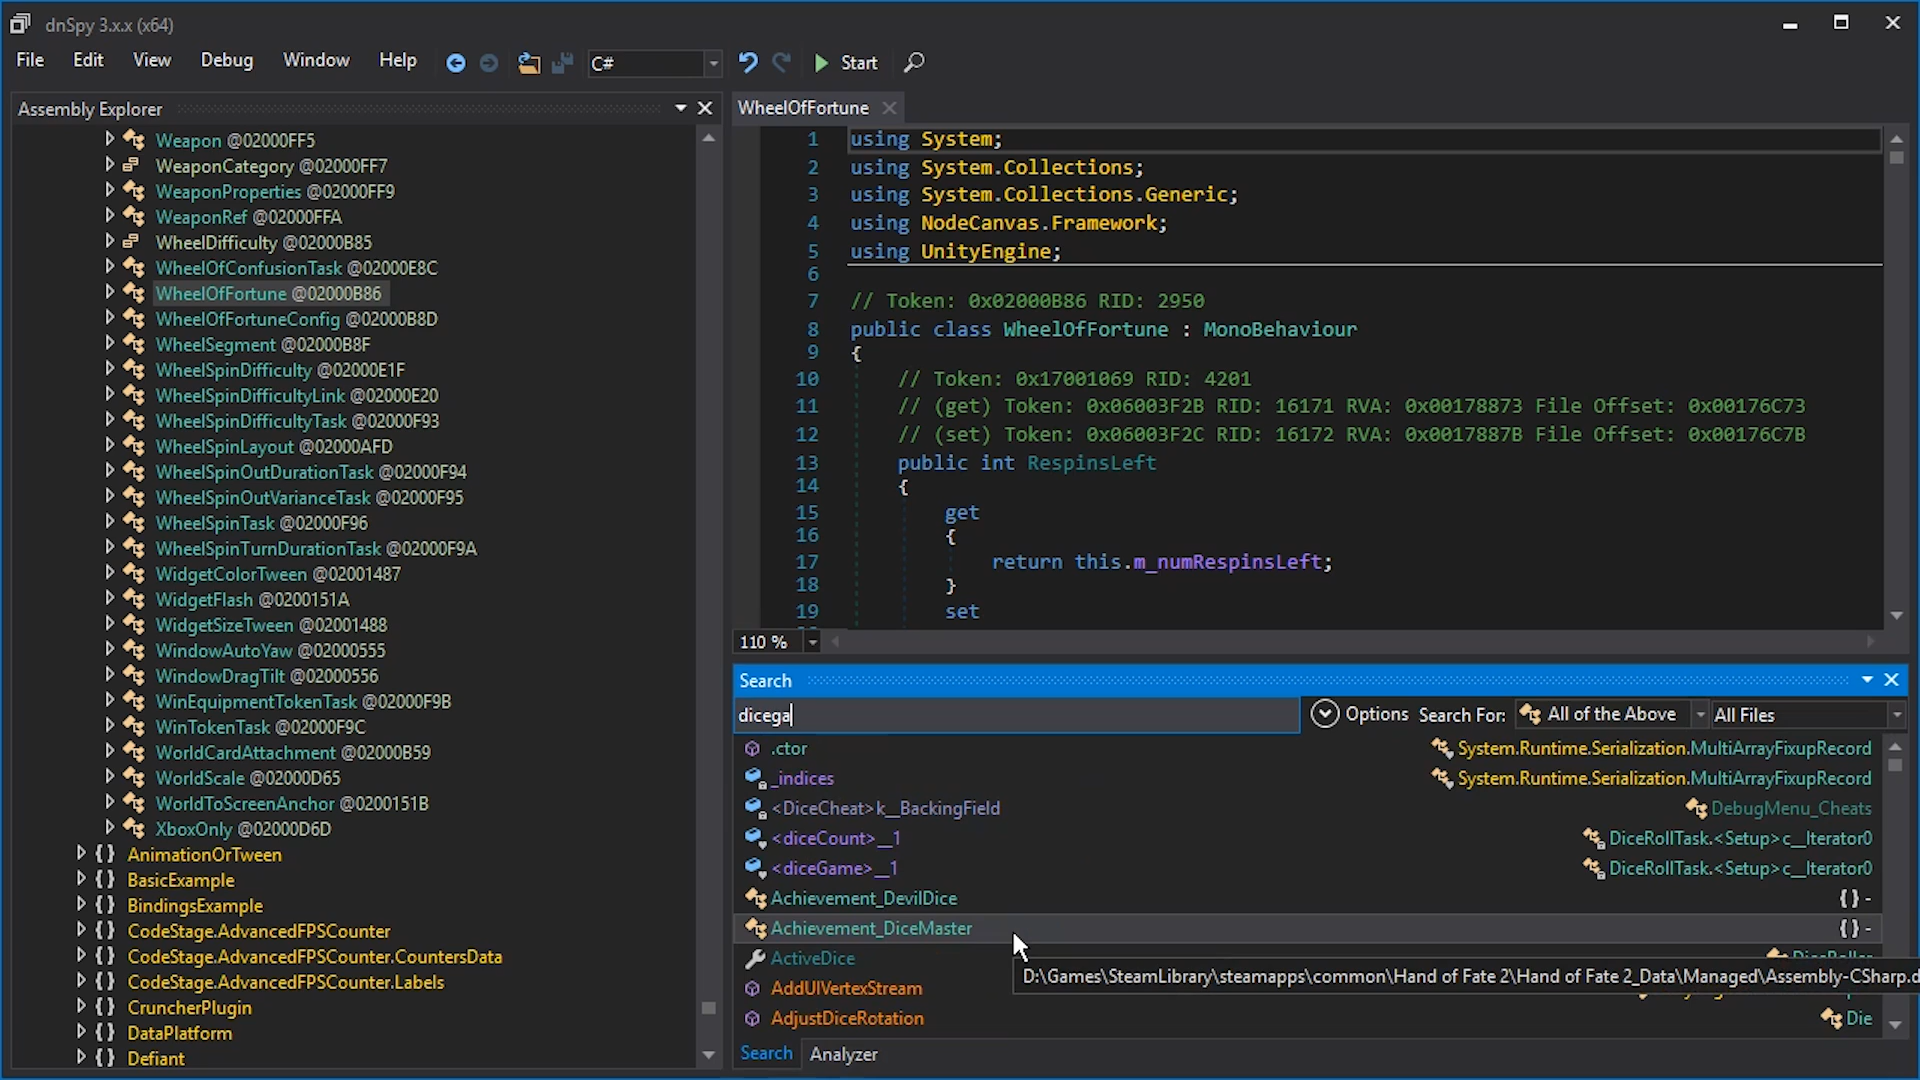 dnSpy 3.x.x (x64)
File Edit View Debug Window Help C# Start
Assembly Explorer
Weapon @02000FF5
WeaponCategory @02000FF7
WeaponProperties @02000FF9
WeaponRef @02000FFA
WheelDifficulty @02000B85
WheelOfConfusionTask @02000E8C
WheelOfFortune @02000B86
WheelOfFortuneConfig @02000B8D
WheelSegment @02000B8F
WheelSpinDifficulty @02000E1F
WheelSpinDifficultyLink @02000E20
WheelSpinDifficultyTask @02000F93
WheelSpinLayout @02000AFD
WheelSpinOutDurationTask @02000F94
WheelSpinOutVarianceTask @02000F95
WheelSpinTask @02000F96
WheelSpinTurnDurationTask @02000F9A
WidgetColorTween @02001487
WidgetFlash @0200151A
WidgetSizeTween @02001488
WindowAutoYaw @02000555
WindowDragTilt @02000556
WinEquipmentTokenTask @02000F9B
WinTokenTask @02000F9C
WorldCardAttachment @02000B59
WorldScale @02000D65
WorldToScreenAnchor @0200151B
XboxOnly @02000D6D
{ } AnimationOrTween
{ } BasicExample
{ } BindingsExample
{ } CodeStage.AdvancedFPSCounter
{ } CodeStage.AdvancedFPSCounter.CountersData
{ } CodeStage.AdvancedFPSCounter.Labels
{ } CruncherPlugin
{ } DataPlatform
{ } Defiant
WheelOfFortune
1 using System;
2 using System.Collections;
3 using System.Collections.Generic;
4 using NodeCanvas.Framework;
5 using UnityEngine;
6
7 // Token: 0x02000B86 RID: 2950
8 public class WheelOfFortune : MonoBehaviour
9 {
10 // Token: 0x17001069 RID: 4201
11 // (get) Token: 0x06003F2B RID: 16171 RVA: 0x00178873 File Offset: 0x00176C73
12 // (set) Token: 0x06003F2C RID: 16172 RVA: 0x0017887B File Offset: 0x00176C7B
13 public int RespinsLeft
14 {
15 get
16 {
17 return this.m_numRespinsLeft;
18 }
19 set
110 %
Search
dicega Options Search For: All of the Above All Files
.ctor System.Runtime.Serialization.MultiArrayFixupRecord
_indices System.Runtime.Serialization.MultiArrayFixupRecord
<DiceCheat>k__BackingField DebugMenu_Cheats
<diceCount>__1 DiceRollTask.<Setup>c__Iterator0
<diceGame>__1 DiceRollTask.<Setup>c__Iterator0
Achievement_DevilDice { } -
Achievement_DiceMaster { } -
ActiveDice
D:\Games\SteamLibrary\steamapps\common\Hand of Fate 2\Hand of Fate 2_Data\Managed\Assembly-CSharp.d
AddUIVertexStream
AdjustDiceRotation Die
Search Analyzer